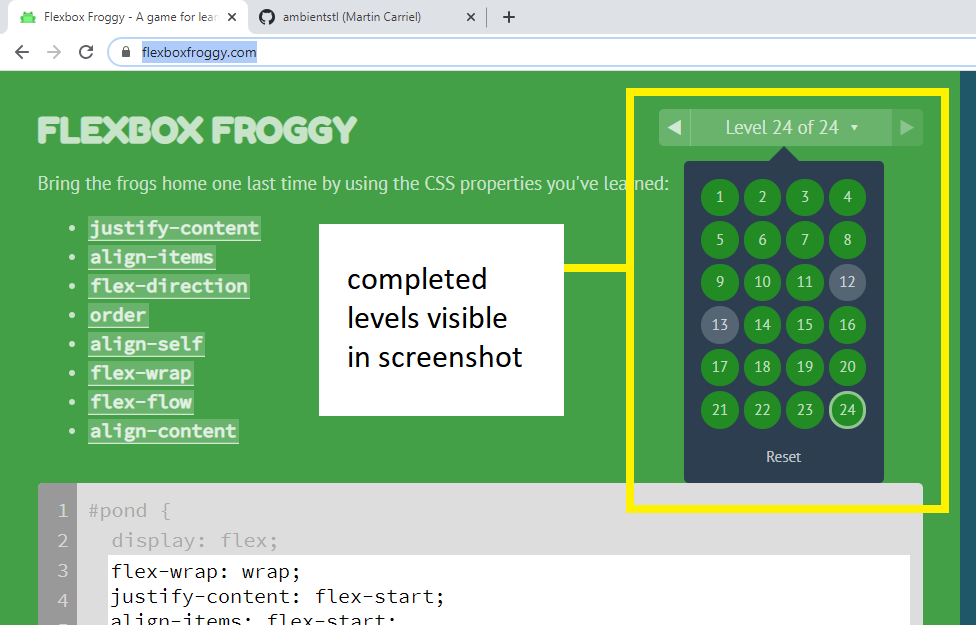 Flexbox Froggy - A game for lear
ambientstl (Martin Carriel)
flexboxfroggy.com
FLEXBOX FROGGY
Level 24 of 24
Bring the frogs home one last time by using the CSS properties you've learned:
justify-content
align-items
flex-direction
order
align-self
flex-wrap
flex-flow
align-content
completed
levels visible
in screenshot
1 2 3 4
5 6 7 8
9 10 11 12
13 14 15 16
17 18 19 20
21 22 23 24
Reset
1 #pond {
2 display: flex;
3 flex-wrap: wrap;
4 justify-content: flex-start;
align-items: flex-start;